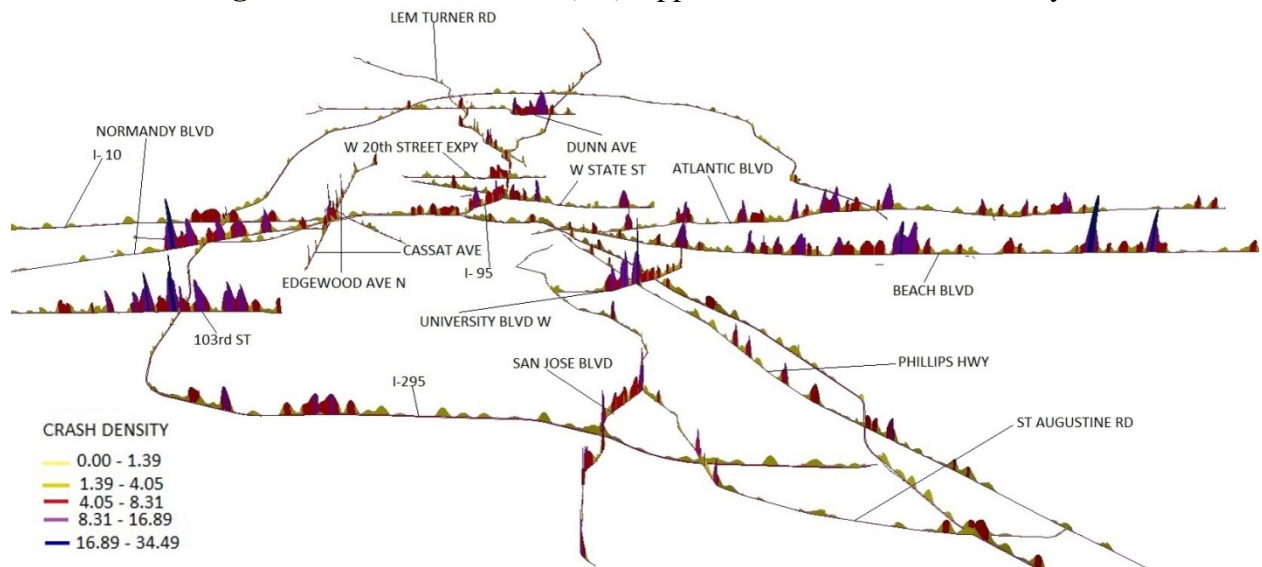 LEM TURNER RD
NORMANDY BLVD
I- 10
W 20th STREET EXPY
DUNN AVE
W STATE ST
ATLANTIC BLVD
CASSAT AVE
EDGEWOOD AVE N
I- 95
BEACH BLVD
UNIVERSITY BLVD W
103rd ST
SAN JOSE BLVD
PHILLIPS HWY
I-295
ST AUGUSTINE RD
CRASH DENSITY
0.00 - 1.39
1.39 - 4.05
4.05 - 8.31
8.31 - 16.89
16.89 - 34.49